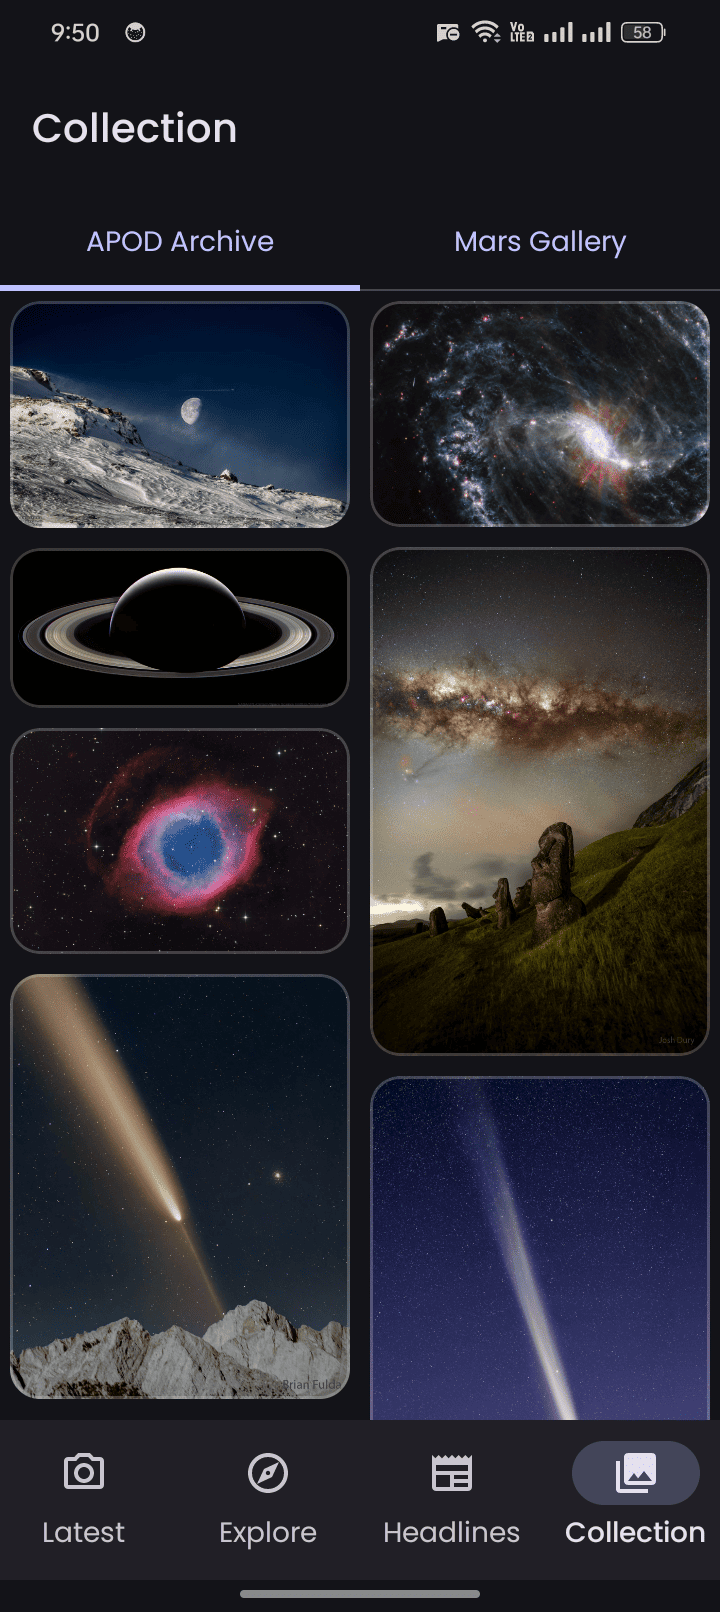 9:50
Vo
LTE2
58
Collection
APOD Archive
Mars Gallery
Josh Dury
Brian Fulda
Latest
Explore
Headlines
Collection